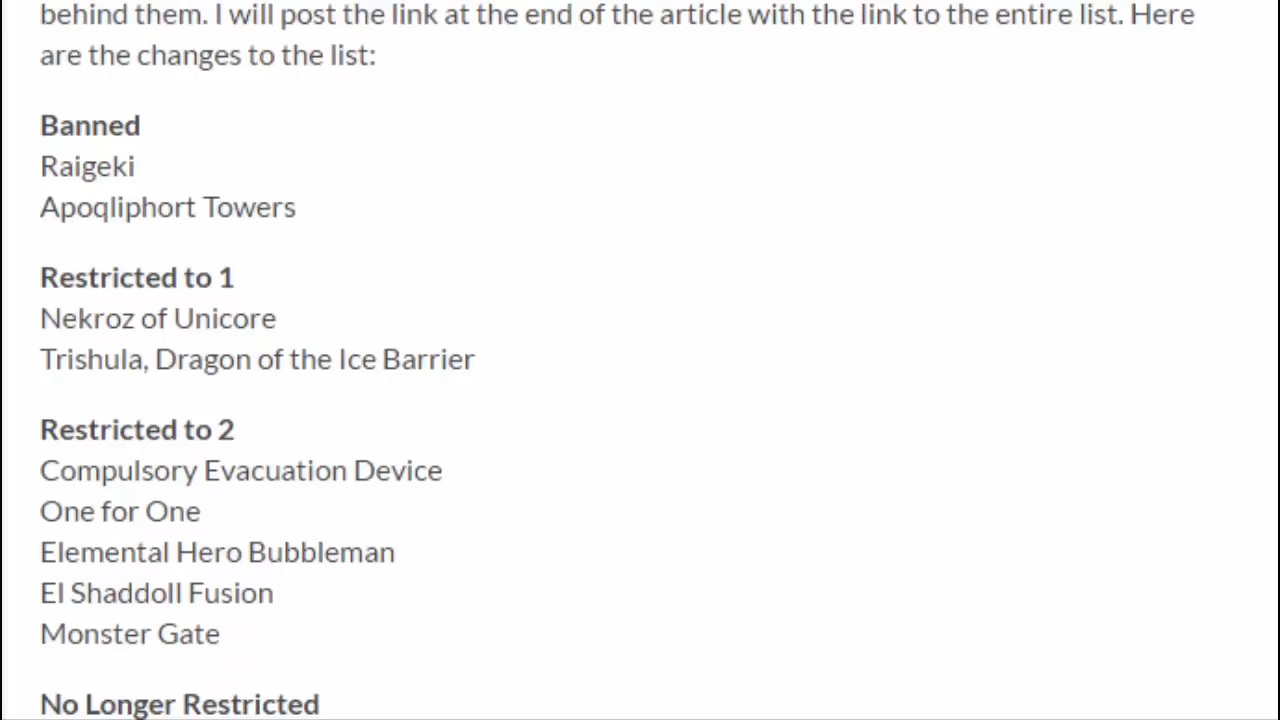 behind them. I will post the link at the end of the article with the link to the entire list. Here
are the changes to the list:
Banned
Raigeki
Apoqliphort Towers
Restricted to 1
Nekroz of Unicore
Trishula, Dragon of the Ice Barrier
Restricted to 2
Compulsory Evacuation Device
One for One
Elemental Hero Bubbleman
El Shaddoll Fusion
Monster Gate
No Longer Restricted